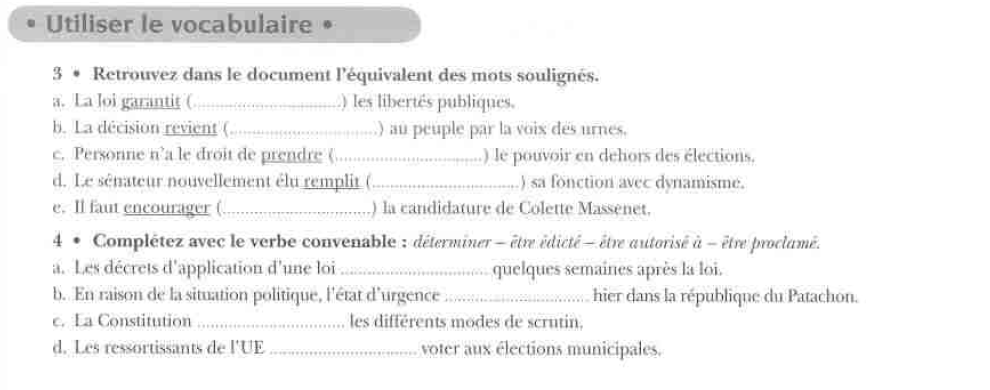 • Utiliser le vocabulaire •
3 • Retrouvez dans le document l'équivalent des mots soulignés.
a. La loi garantit (................................) les libertés publiques.
b. La décision revient (................................) au peuple par la voix des urnes.
c. Personne n'a le droit de prendre (................................) le pouvoir en dehors des élections.
d. Le sénateur nouvellement élu remplit (................................) sa fonction avec dynamisme.
e. Il faut encourager (................................) la candidature de Colette Massenet.
4 • Complétez avec le verbe convenable : déterminer – être édicté – être autorisé à – être proclamé.
a. Les décrets d'application d'une loi ................................ quelques semaines après la loi.
b. En raison de la situation politique, l'état d'urgence ................................ hier dans la république du Patachon.
c. La Constitution ................................ les différents modes de scrutin.
d. Les ressortissants de l'UE ................................ voter aux élections municipales.